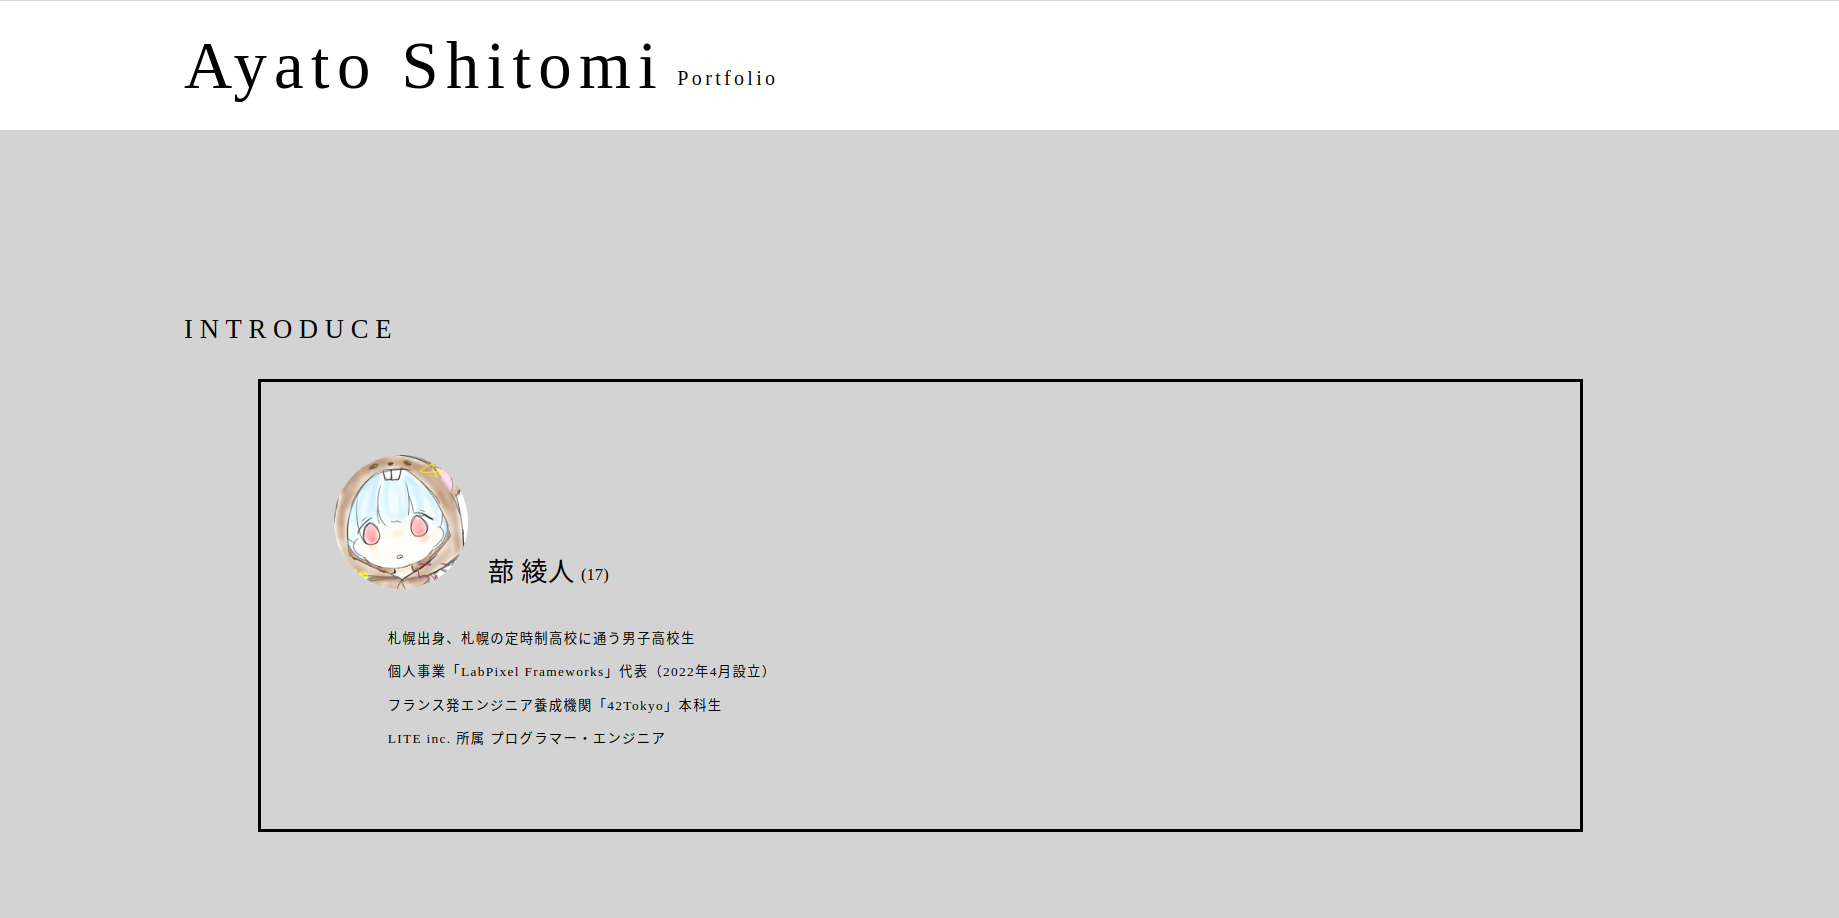 Ayato Shitomi Portfolio
INTRODUCE
蔀 綾人 (17)
札幌出身、札幌の定時制高校に通う男子高校生
個人事業「LabPixel Frameworks」代表（2022年4月設立）
フランス発エンジニア養成機関「42Tokyo」本科生
LITE inc. 所属 プログラマー・エンジニア